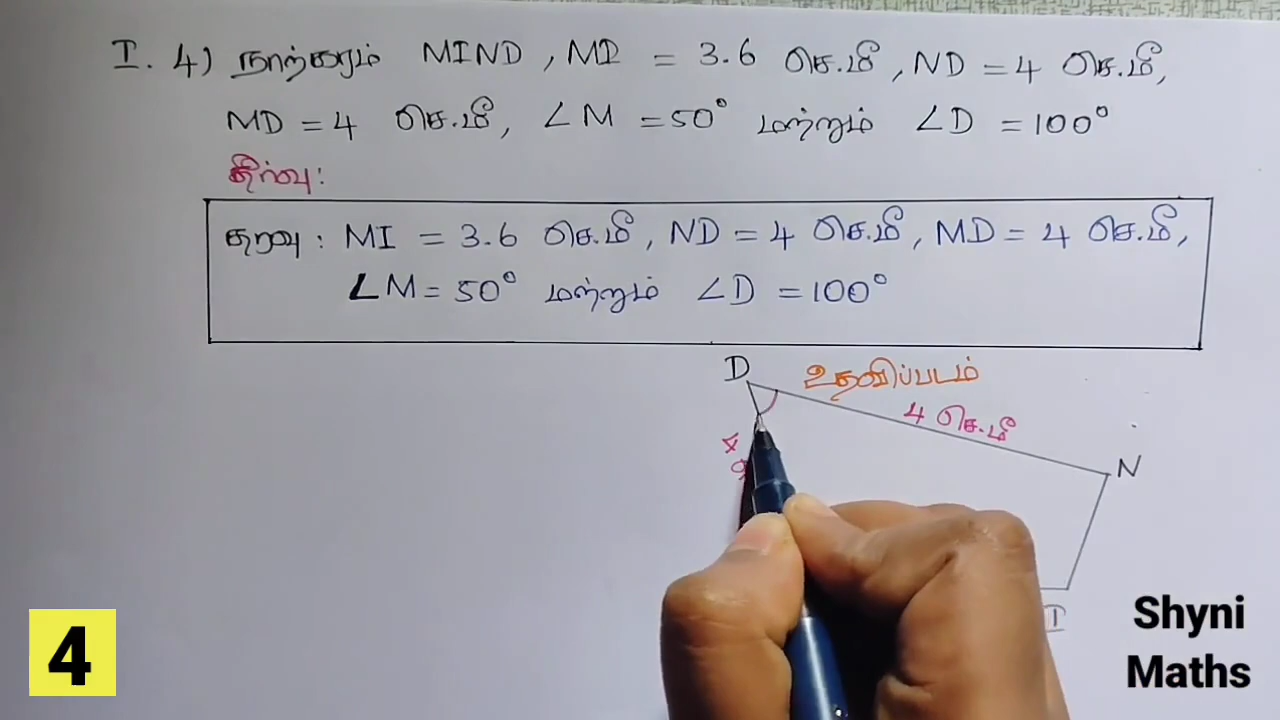 I. 4) நாற்கரம் MIND , MI = 3.6 செ.மீ , ND = 4 செ.மீ,
MD = 4 செ.மீ, ∠M = 50° மற்றும் ∠D = 100°
தீர்வு:
தரவு : MI = 3.6 செ.மீ , ND = 4 செ.மீ , MD = 4 செ.மீ,
∠M = 50° மற்றும் ∠D = 100°
D உதவிப்படம்
4 செ.மீ
4
N
I
Shyni
Maths
4